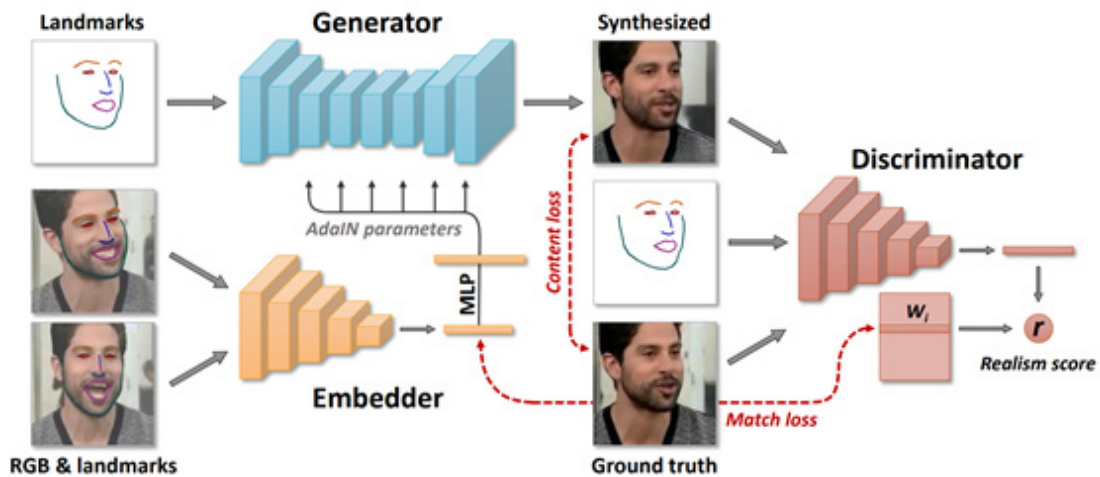 Landmarks
Generator
Synthesized
Discriminator
AdaIN parameters
MLP
Content loss
W i
r
Realism score
Embedder
Match loss
RGB & landmarks
Ground truth